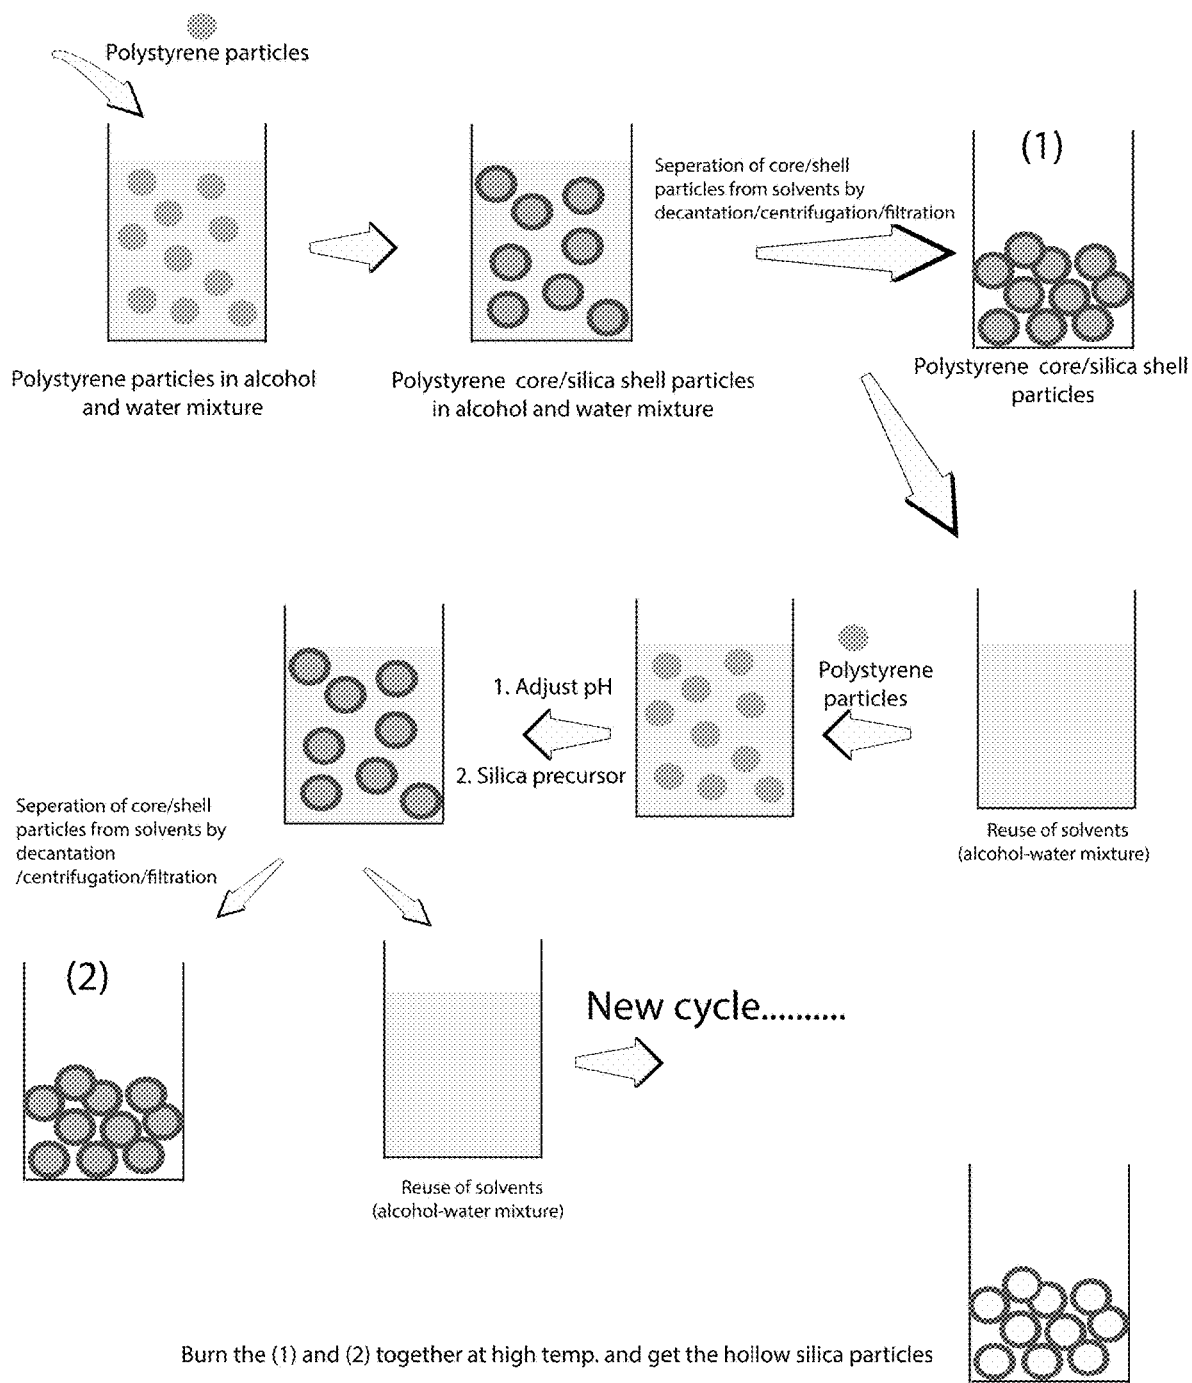 Polystyrene particles
Polystyrene particles in alcohol
and water mixture
Polystyrene core/silica shell particles
in alcohol and water mixture
Seperation of core/shell
particles from solvents by
decantation/centrifugation/filtration
(1)
Polystyrene core/silica shell
particles
Reuse of solvents
(alcohol-water mixture)
Polystyrene
particles
1. Adjust pH
2. Silica precursor
Seperation of core/shell
particles from solvents by
decantation
/centrifugation/filtration
(2)
Reuse of solvents
(alcohol-water mixture)
New cycle..........
Burn the (1) and (2) together at high temp. and get the hollow silica particles